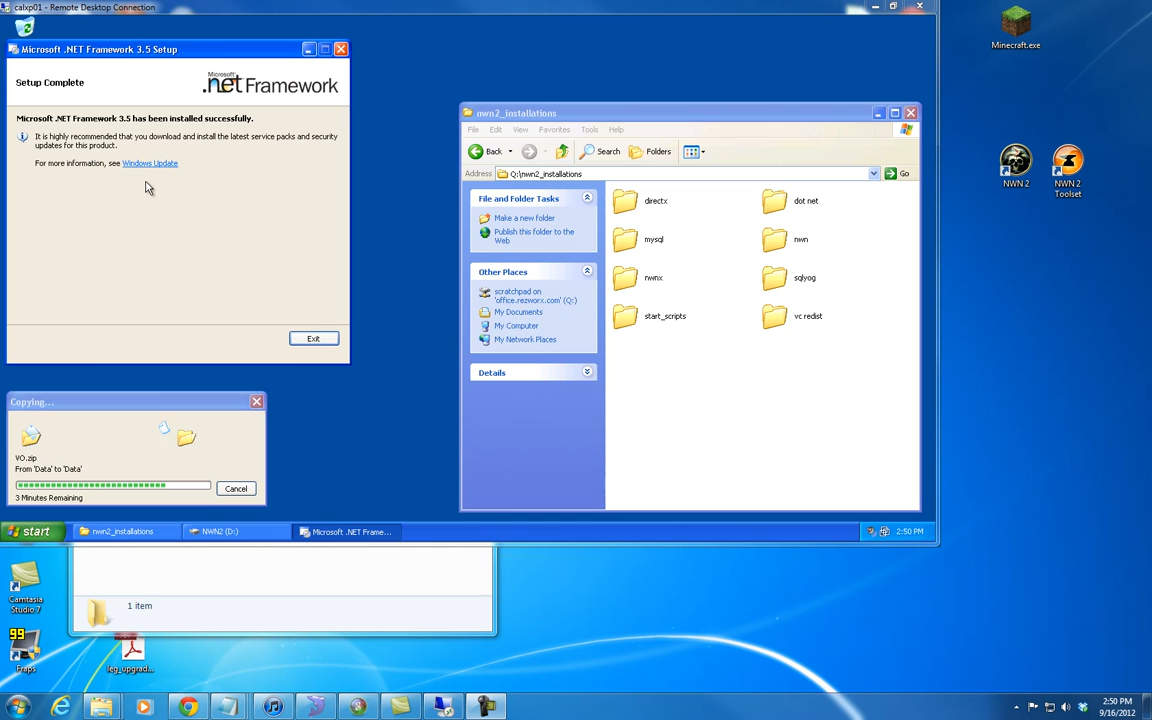 calxp01 - Remote Desktop Connection
Microsoft .NET Framework 3.5 Setup
Setup Complete
Microsoft
.net Framework
Microsoft .NET Framework 3.5 has been installed successfully.
It is highly recommended that you download and install the latest service packs and security
updates for this product.
For more information, see Windows Update
Exit
Copying...
VO.zip
From 'Data' to 'Data'
Cancel
3 Minutes Remaining
nwn2_installations
File Edit View Favorites Tools Help
Back Search Folders
Address Q:\nwn2_installations Go
File and Folder Tasks
Make a new folder
Publish this folder to the
Web
Other Places
scratchpad on
'office.rezworx.com' (Q:)
My Documents
My Computer
My Network Places
Details
directx
dot net
mysql
nwn
nwnx
sqlyog
start_scripts
vc redist
start nwn2_installations NWN2 (D:) Microsoft .NET Frame... 2:50 PM
Minecraft.exe
NWN 2
NWN 2
Toolset
1 item
Camtasia
Studio 7
99
Fraps
leg_upgrad...
2:50 PM
9/16/2012